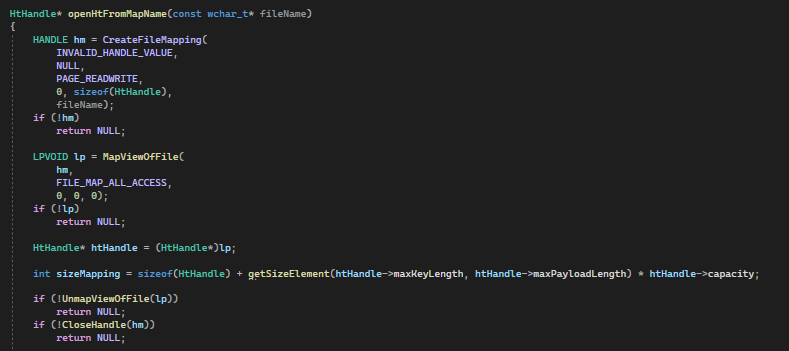 HtHandle* openHtFromMapName(const wchar_t* fileName)
{
    HANDLE hm = CreateFileMapping(
        INVALID_HANDLE_VALUE,
        NULL,
        PAGE_READWRITE,
        0, sizeof(HtHandle),
        fileName);
    if (!hm)
        return NULL;

    LPVOID lp = MapViewOfFile(
        hm,
        FILE_MAP_ALL_ACCESS,
        0, 0, 0);
    if (!lp)
        return NULL;

    HtHandle* htHandle = (HtHandle*)lp;

    int sizeMapping = sizeof(HtHandle) + getSizeElement(htHandle->maxKeyLength, htHandle->maxPayloadLength) * htHandle->capacity;

    if (!UnmapViewOfFile(lp))
        return NULL;
    if (!CloseHandle(hm))
        return NULL;